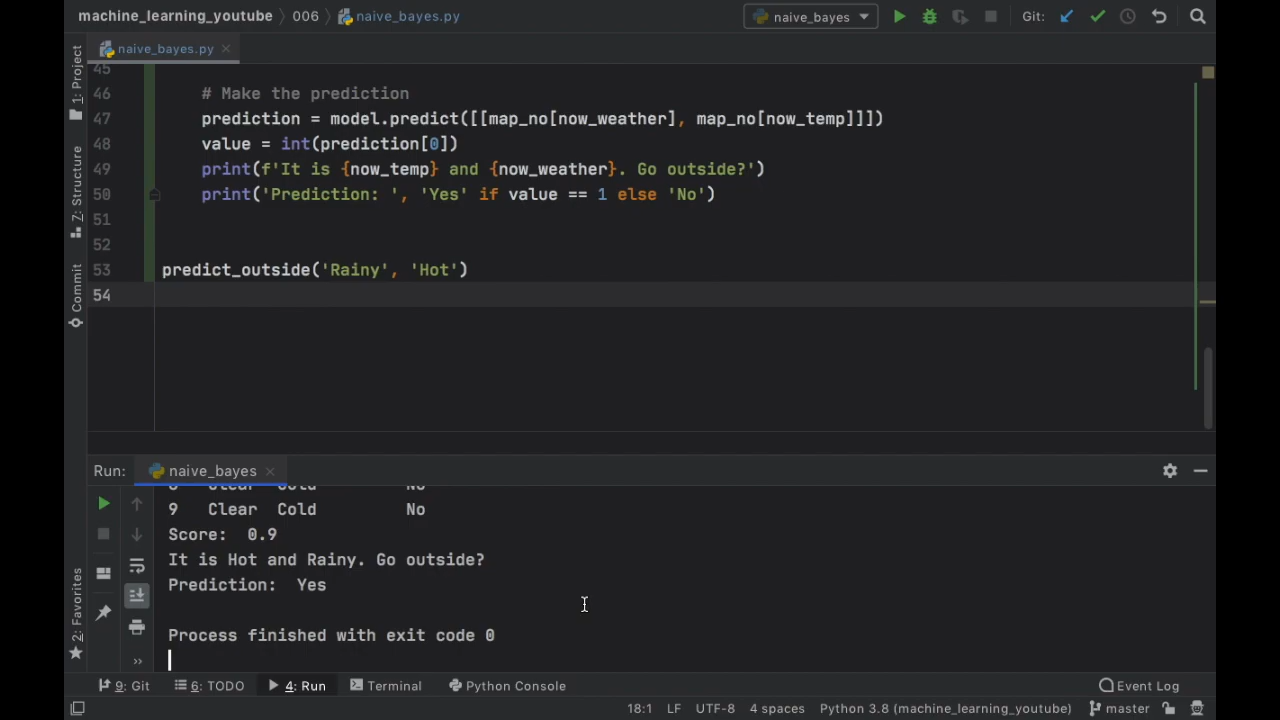 machine_learning_youtube 006 naive_bayes.py naive_bayes Git:
naive_bayes.py
1: Project
7: Structure
Commit
2: Favorites
45
46 # Make the prediction
47 prediction = model.predict([[map_no[now_weather], map_no[now_temp]]])
48 value = int(prediction[0])
49 print(f'It is {now_temp} and {now_weather}. Go outside?')
50 print('Prediction: ', 'Yes' if value == 1 else 'No')
51
52
53 predict_outside('Rainy', 'Hot')
54
Run: naive_bayes
8 Clear Cold No
9 Clear Cold No
Score: 0.9
It is Hot and Rainy. Go outside?
Prediction: Yes
Process finished with exit code 0
9: Git 6: TODO 4: Run Terminal Python Console Event Log
18:1 LF UTF-8 4 spaces Python 3.8 (machine_learning_youtube) master